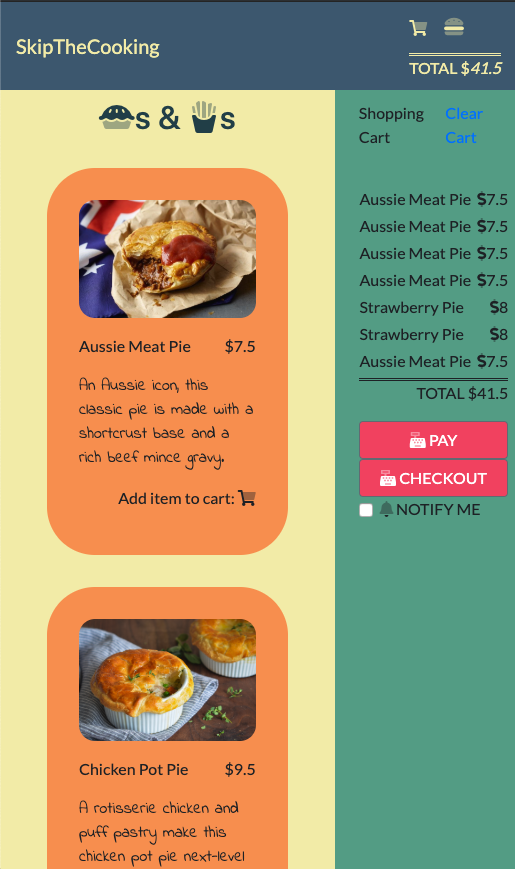 SkipTheCooking
TOTAL $41.5
s & s
Aussie Meat Pie $7.5
An Aussie icon, this
classic pie is made with a
shortcrust base and a
rich beef mince gravy.
Add item to cart:
Chicken Pot Pie $9.5
A rotisserie chicken and
puff pastry make this
chicken pot pie next-level
Shopping Cart
Clear Cart
Aussie Meat Pie $7.5
Aussie Meat Pie $7.5
Aussie Meat Pie $7.5
Aussie Meat Pie $7.5
Strawberry Pie $8
Strawberry Pie $8
Aussie Meat Pie $7.5
TOTAL $41.5
PAY
CHECKOUT
NOTIFY ME